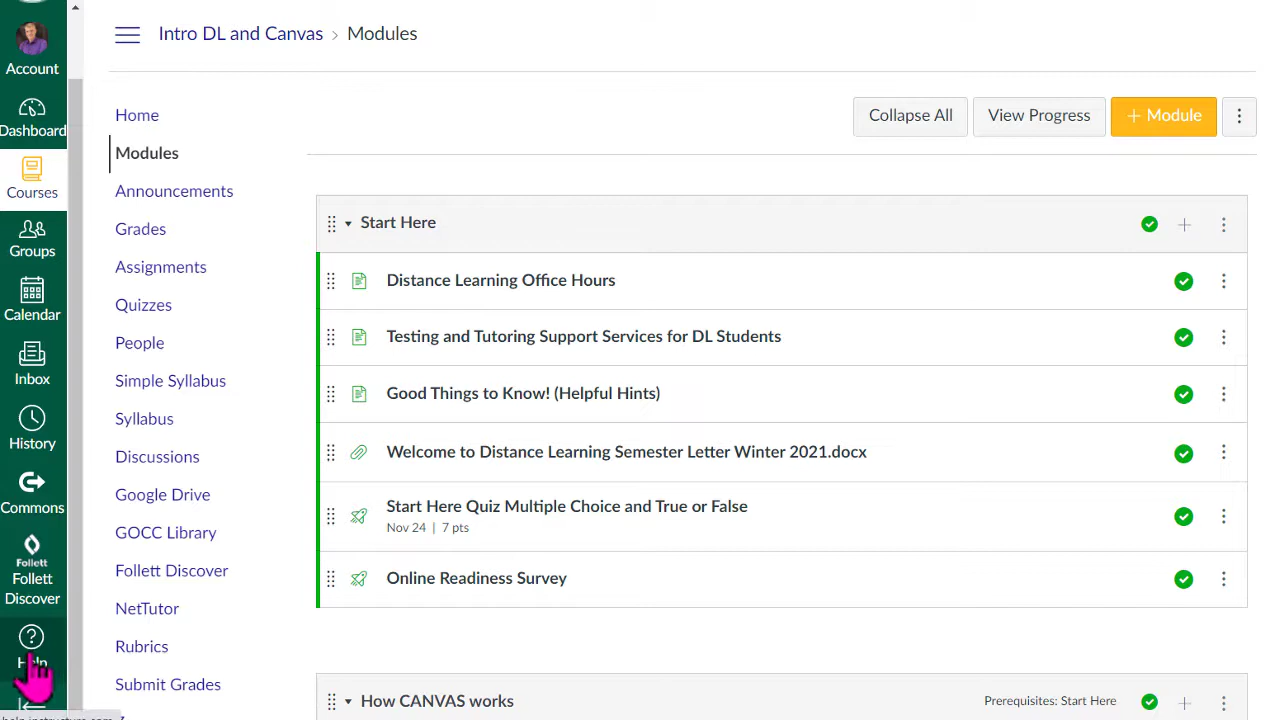 Account
Dashboard
Courses
Groups
Calendar
Inbox
History
Commons
Follett
Follett
Discover
Help
Intro DL and Canvas > Modules
Home
Modules
Announcements
Grades
Assignments
Quizzes
People
Simple Syllabus
Syllabus
Discussions
Google Drive
GOCC Library
Follett Discover
NetTutor
Rubrics
Submit Grades
Collapse All
View Progress
+ Module
Start Here
Distance Learning Office Hours
Testing and Tutoring Support Services for DL Students
Good Things to Know! (Helpful Hints)
Welcome to Distance Learning Semester Letter Winter 2021.docx
Start Here Quiz Multiple Choice and True or False
Nov 24 | 7 pts
Online Readiness Survey
How CANVAS works
Prerequisites: Start Here